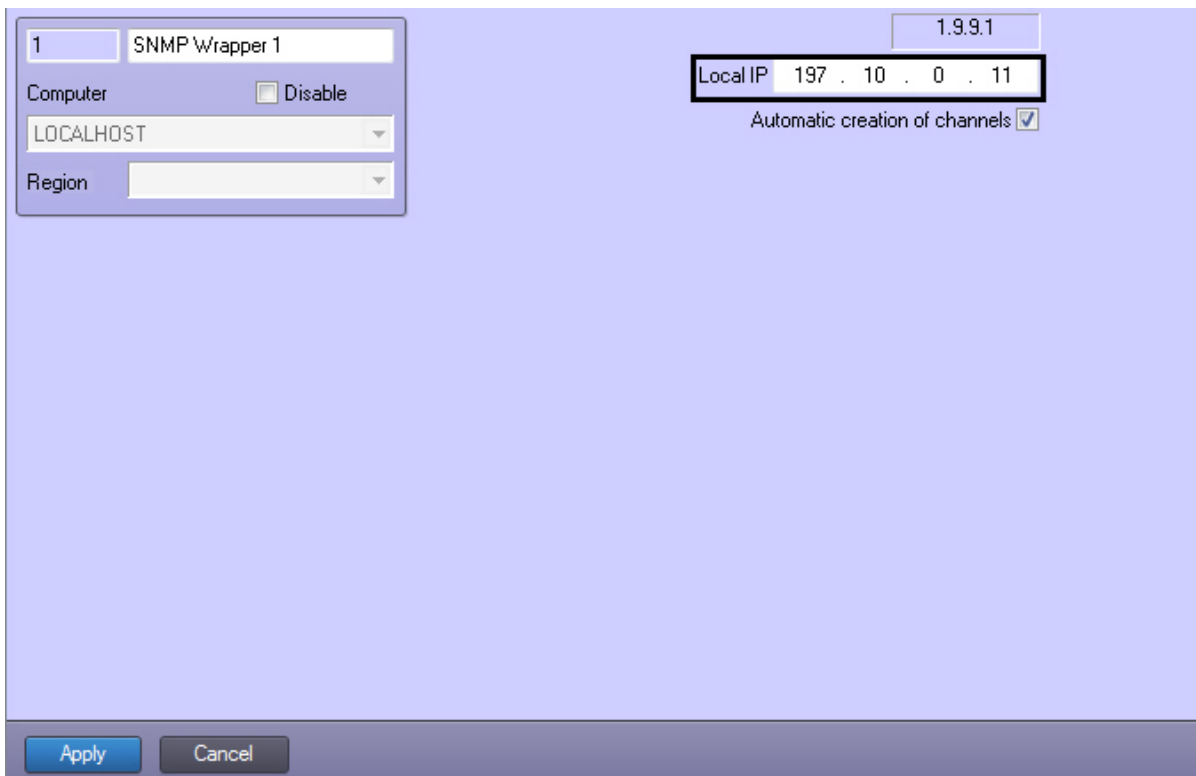 1 SNMP Wrapper 1
Computer Disable
LOCALHOST
Region
1.9.9.1
Local IP 197 . 10 . 0 . 11
Automatic creation of channels
Apply Cancel